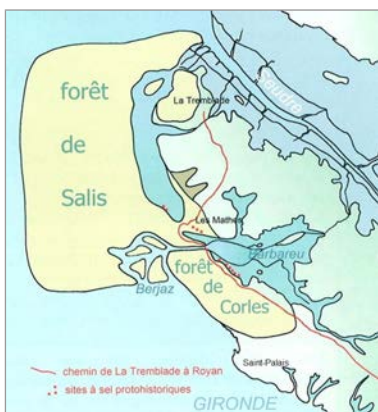 Seudre
La Tremblade
forêt
de
Salis
Les Mathes
Barbareu
Berjaz
forêt
de
Corles
Saint-Palais
chemin de La Tremblade à Royan
sites à sel protohistoriques
GIRONDE